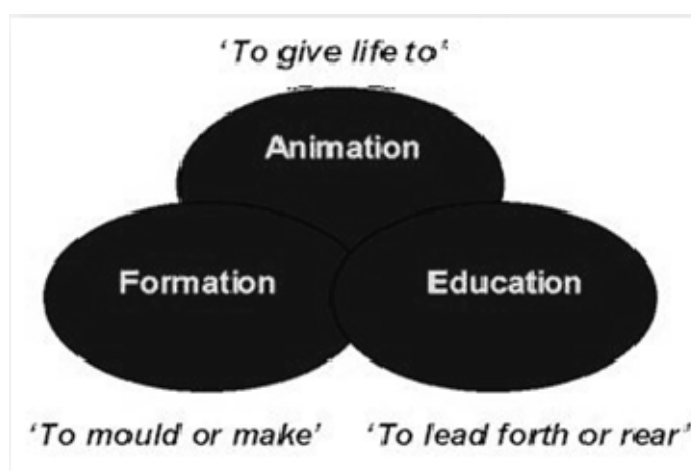 ‘To give life to’
Animation
Formation
Education
‘To mould or make’
‘To lead forth or rear’